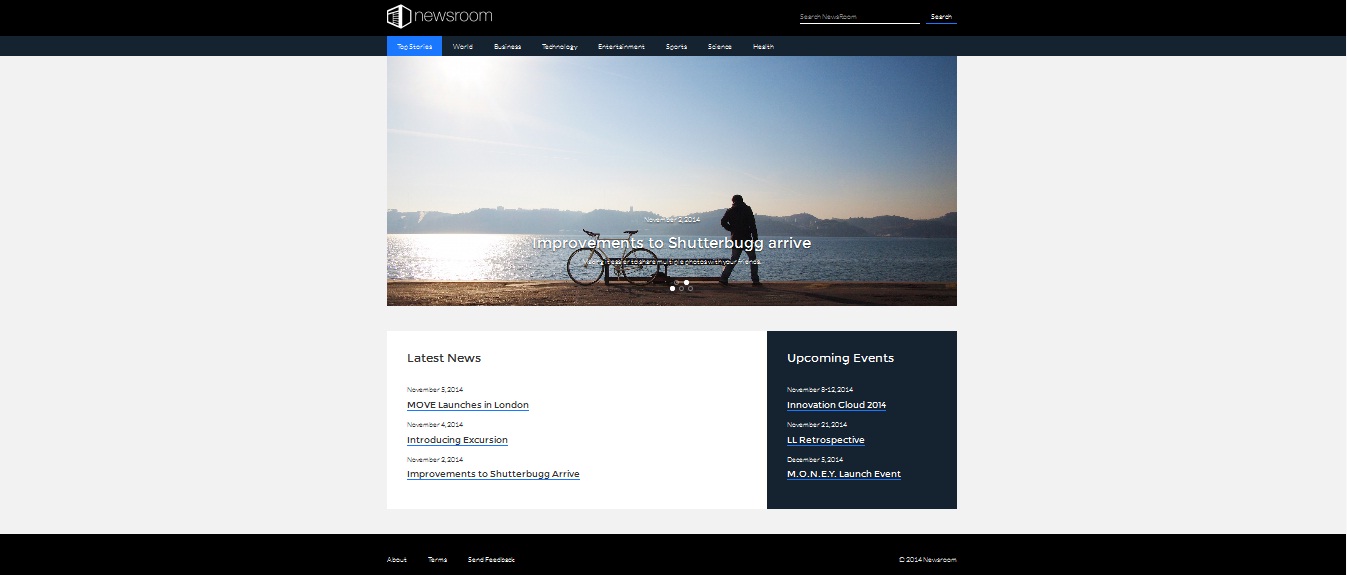 newsroom
Search NewsRoom
Search
Top Stories World Business Technology Entertainment Sports Science Health
November 2, 2014
Improvements to Shutterbugg arrive
Making it easier to share multiple photos with your friends.
Latest News
November 5, 2014
MOVE Launches in London
November 4, 2014
Introducing Excursion
November 2, 2014
Improvements to Shutterbugg Arrive
Upcoming Events
November 8-12, 2014
Innovation Cloud 2014
November 21, 2014
LL Retrospective
December 5, 2014
M.O.N.E.Y. Launch Event
About Terms Send Feedback
© 2014 Newsroom